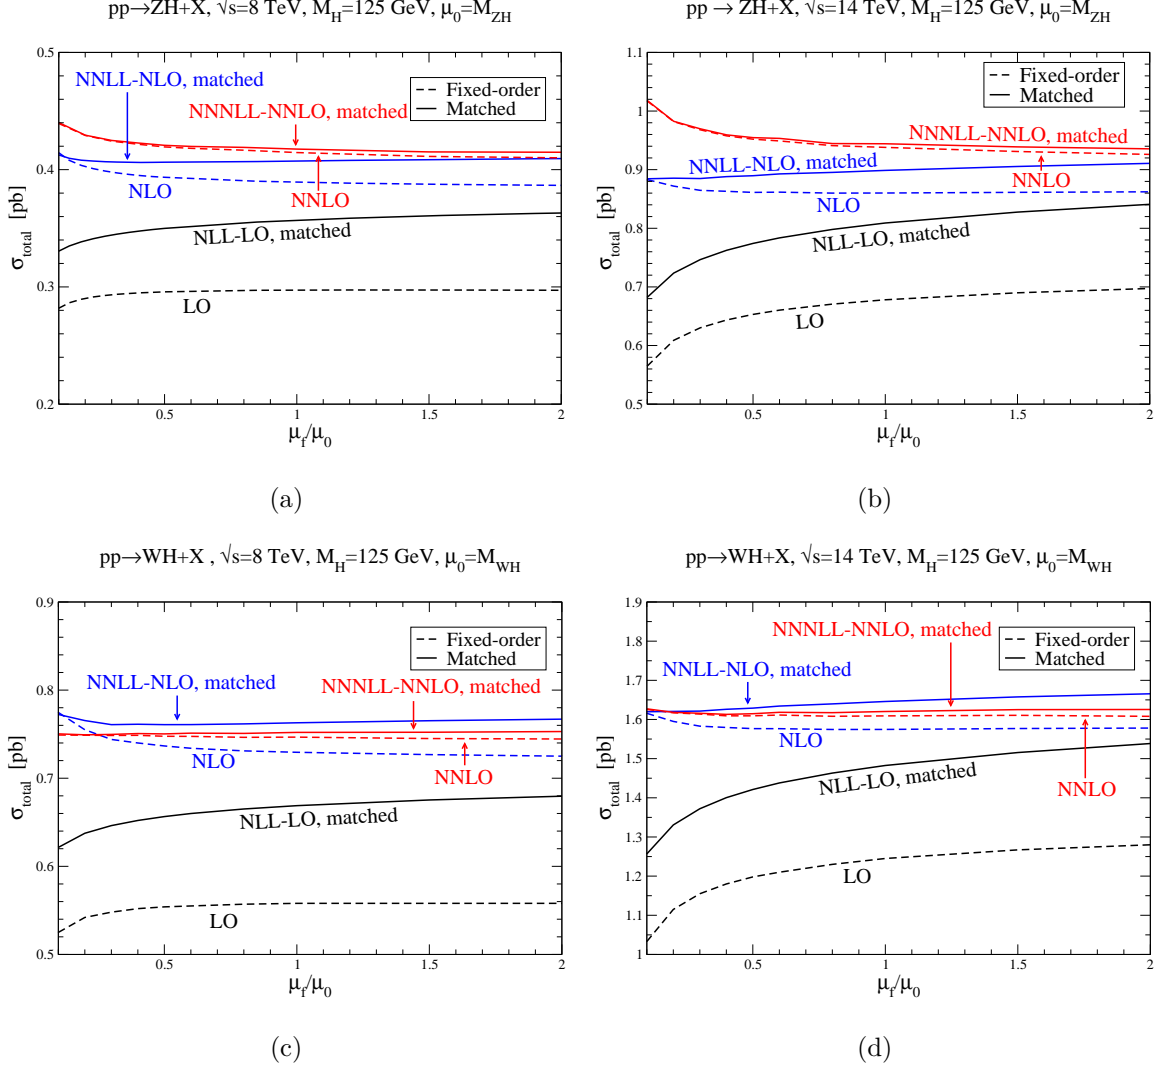 pp→ZH+X, √s=8 TeV, M_H=125 GeV, μ_0=M_ZH
0.5
NNLL-NLO, matched
Fixed-order
Matched
NNNLL-NNLO, matched
0.4
NLO
NNLO
NLL-LO, matched
σ_total [pb]
0.3
LO
0.2
0.5
1
1.5
2
μ_f/μ_0
(a)
pp → ZH+X, √s=14 TeV, M_H=125 GeV, μ_0=M_ZH
1.1
Fixed-order
Matched
1
NNNLL-NNLO, matched
0.9
NNLL-NLO, matched
NNLO
NLO
0.8
NLL-LO, matched
σ_total [pb]
0.7
LO
0.6
0.5
0.5
1
1.5
2
μ_f/μ_0
(b)
pp→WH+X , √s=8 TeV, M_H=125 GeV, μ_0=M_WH
0.9
Fixed-order
Matched
0.8
NNLL-NLO, matched
NNNLL-NNLO, matched
NLO
NNLO
σ_total [pb]
0.7
NLL-LO, matched
0.6
LO
0.5
0.5
1
1.5
2
μ_f/μ_0
(c)
pp→WH+X, √s=14 TeV, M_H=125 GeV, μ_0=M_WH
1.9
NNNLL-NNLO, matched
Fixed-order
Matched
1.8
NNLL-NLO, matched
1.7
1.6
NLO
NNLO
σ_total [pb]
1.5
NLL-LO, matched
1.4
1.3
1.2
LO
1.1
1
0.5
1
1.5
2
μ_f/μ_0
(d)